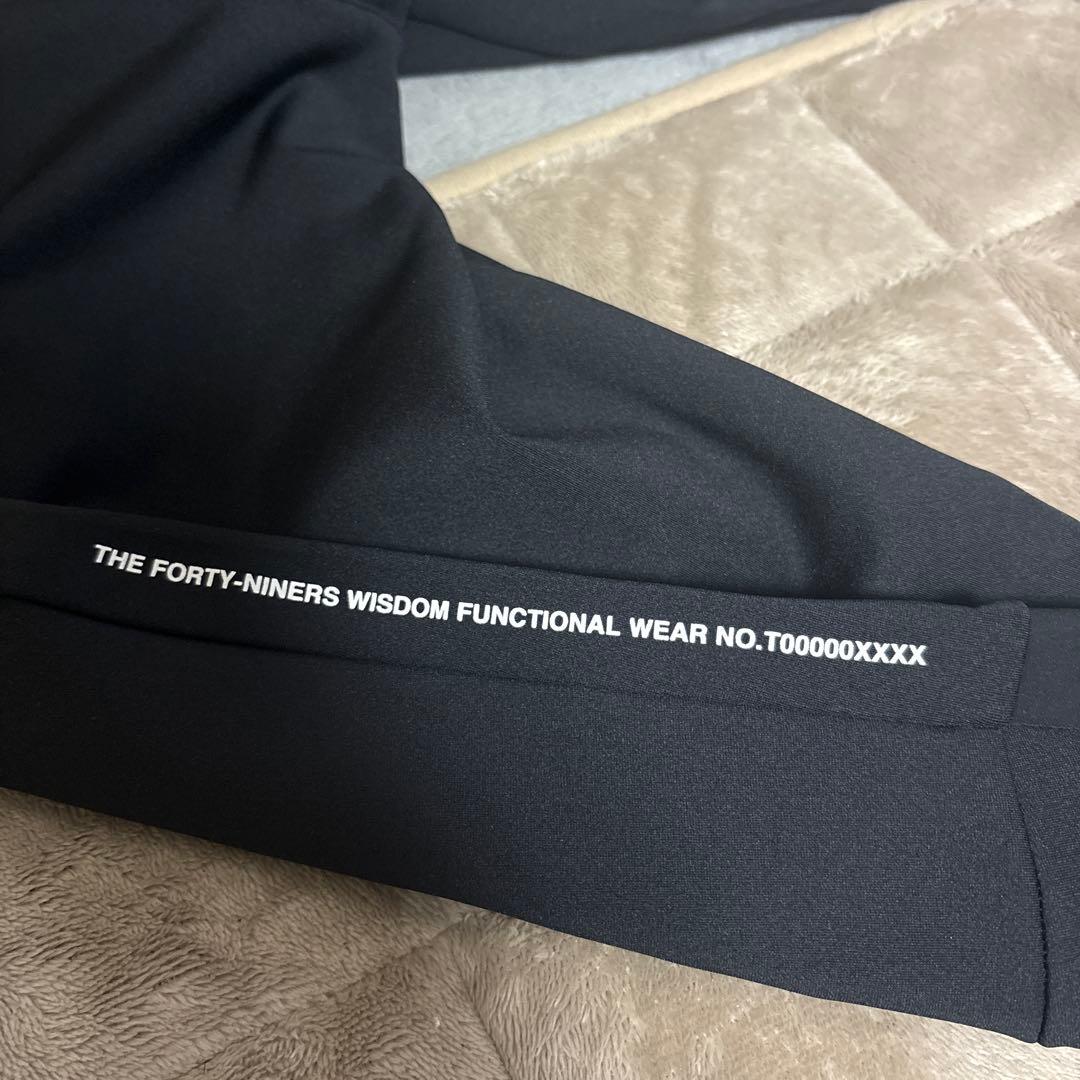 THE FORTY-NINERS WISDOM FUNCTIONAL WEAR NO.T00000XXXX